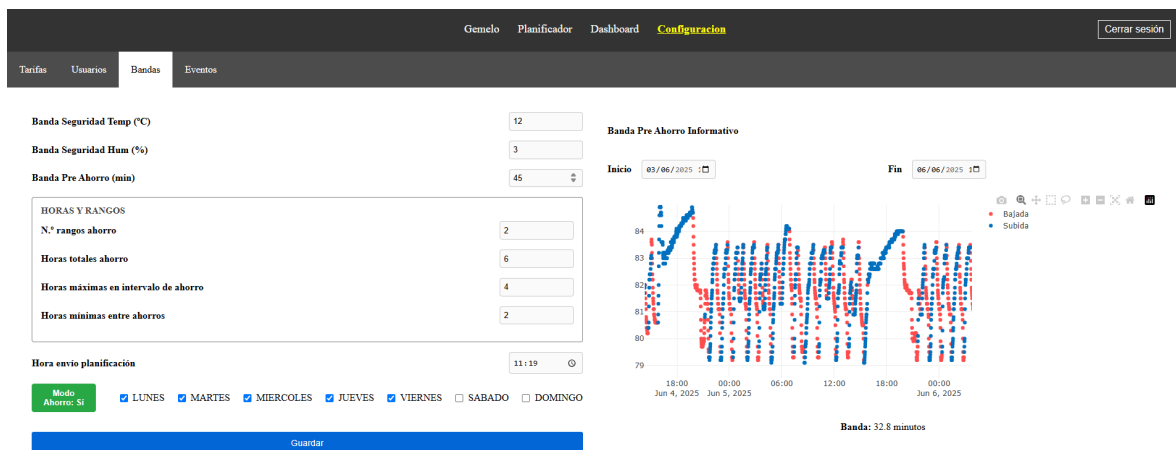 Gemelo Planificador Dashboard Configuracion Cerrar sesión
Tarifas Usuarios Bandas Eventos
Banda Seguridad Temp (ºC) 12
Banda Seguridad Hum (%) 3
Banda Pre Ahorro (min) 45
HORAS Y RANGOS
N.º rangos ahorro 2
Horas totales ahorro 6
Horas máximas en intervalo de ahorro 4
Horas mínimas entre ahorros 2
Hora envío planificación 11:19
Modo
Ahorro: Sí
LUNES MARTES MIERCOLES JUEVES VIERNES SABADO DOMINGO
Guardar
Banda Pre Ahorro Informativo
Inicio 03/06/2025 Fin 06/06/2025
Bajada
Subida
84
83
82
81
80
79
18:00 00:00 06:00 12:00 18:00 00:00
Jun 4, 2025 Jun 5, 2025 Jun 6, 2025
Banda: 32.8 minutos